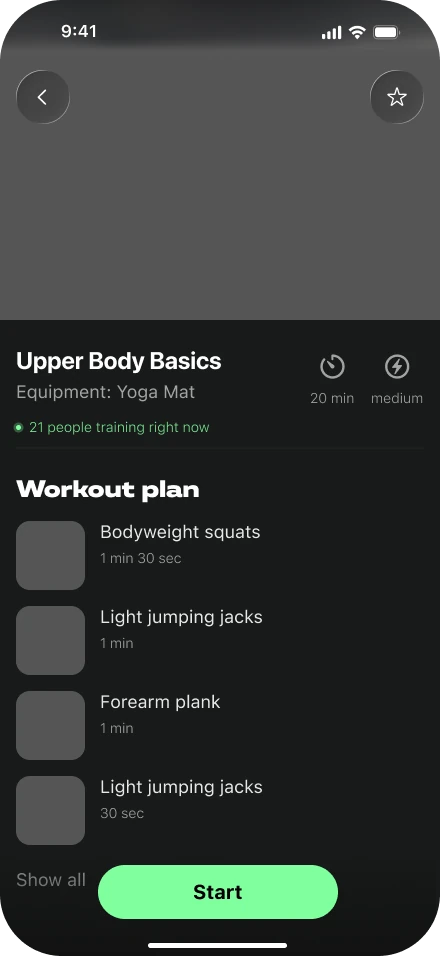 9:41
Upper Body Basics
Equipment: Yoga Mat
20 min
medium
21 people training right now
Workout plan
Bodyweight squats
1 min 30 sec
Light jumping jacks
1 min
Forearm plank
1 min
Light jumping jacks
30 sec
Show all
Start